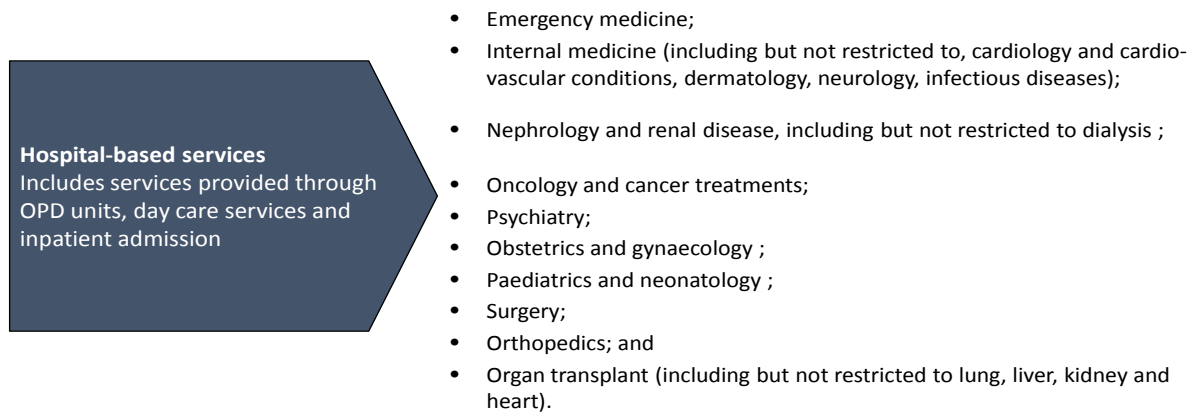 Hospital-based services
Includes services provided through
OPD units, day care services and
inpatient admission
• Emergency medicine;
• Internal medicine (including but not restricted to, cardiology and cardio-
vascular conditions, dermatology, neurology, infectious diseases);
• Nephrology and renal disease, including but not restricted to dialysis ;
• Oncology and cancer treatments;
• Psychiatry;
• Obstetrics and gynaecology ;
• Paediatrics and neonatology ;
• Surgery;
• Orthopedics; and
• Organ transplant (including but not restricted to lung, liver, kidney and
heart).